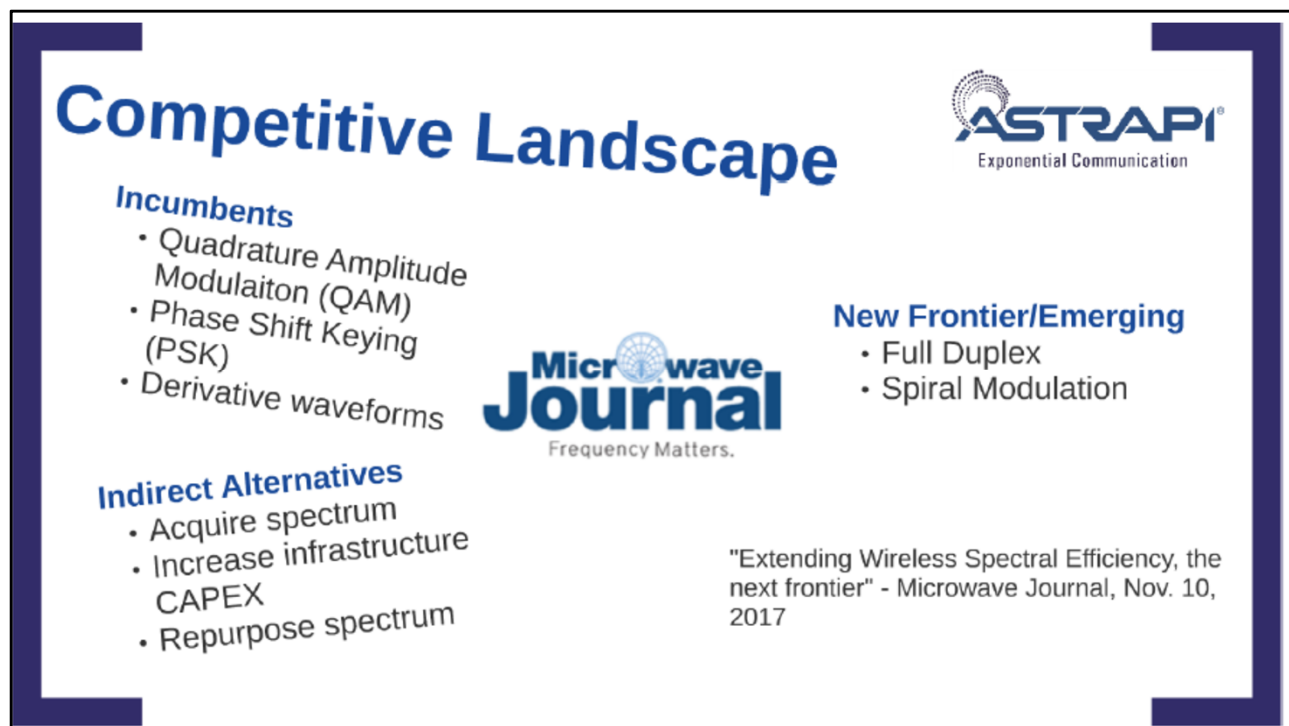 Competitive Landscape
ASTRAPI®
Exponential Communication
Incumbents
• Quadrature Amplitude
Modulaiton (QAM)
• Phase Shift Keying
(PSK)
• Derivative waveforms
Indirect Alternatives
• Acquire spectrum
• Increase infrastructure
CAPEX
• Repurpose spectrum
Microwave
Journal
Frequency Matters.
New Frontier/Emerging
• Full Duplex
• Spiral Modulation
"Extending Wireless Spectral Efficiency, the
next frontier" - Microwave Journal, Nov. 10,
2017